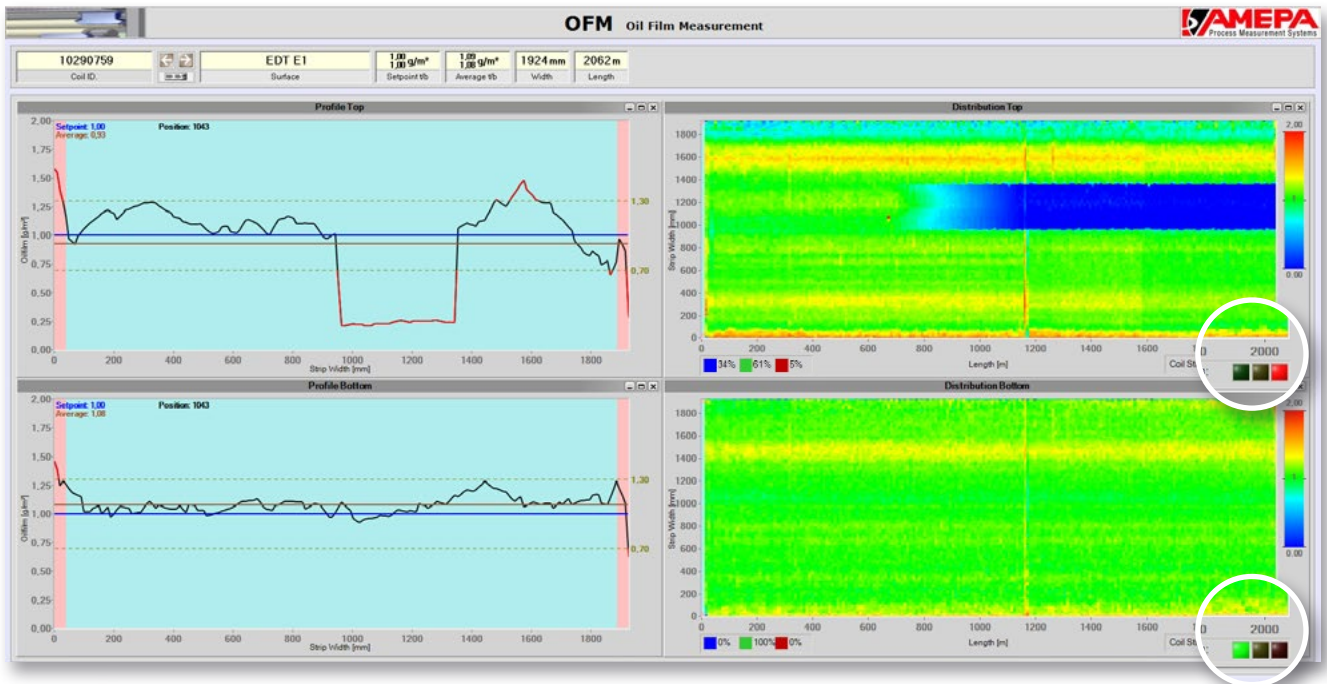 OFM Oil Film Measurement
AMEPA
Process Measurement Systems
10290759
EDT E1
1,00 g/m²
1,00
1,09 g/m²
1,08
1924 mm
2062 m
Coil ID.
Surface
Setpoint t/b
Average t/b
Width
Length
Profile Top
Setpoint: 1,00
Position: 1043
Average: 0,93
2,00
1,75
1,50
1,25
1,00
0,75
0,50
0,25
0,00
1,30
0,70
Oilfilm [g/m²]
0 200 400 600 800 1000 1200 1400 1600 1800
Strip Width [mm]
Distribution Top
1800
1600
1400
1200
1000
800
600
400
200
0
Strip Width [mm]
2,00
1
0.00
0 200 400 600 800 1000 1200 1400 1600 2000
34% 61% 5%
Length [m]
Profile Bottom
Setpoint: 1,00
Position: 1043
Average: 1,08
2,00
1,75
1,50
1,25
1,00
0,75
0,50
0,25
0,00
1,30
0,70
Oilfilm [g/m²]
0 200 400 600 800 1000 1200 1400 1600 1800
Strip Width [mm]
Distribution Bottom
1800
1600
1400
1200
1000
800
600
400
200
0
Strip Width [mm]
2,00
1
0.00
0 200 400 600 800 1000 1200 1400 1600 2000
0% 100% 0%
Length [m]